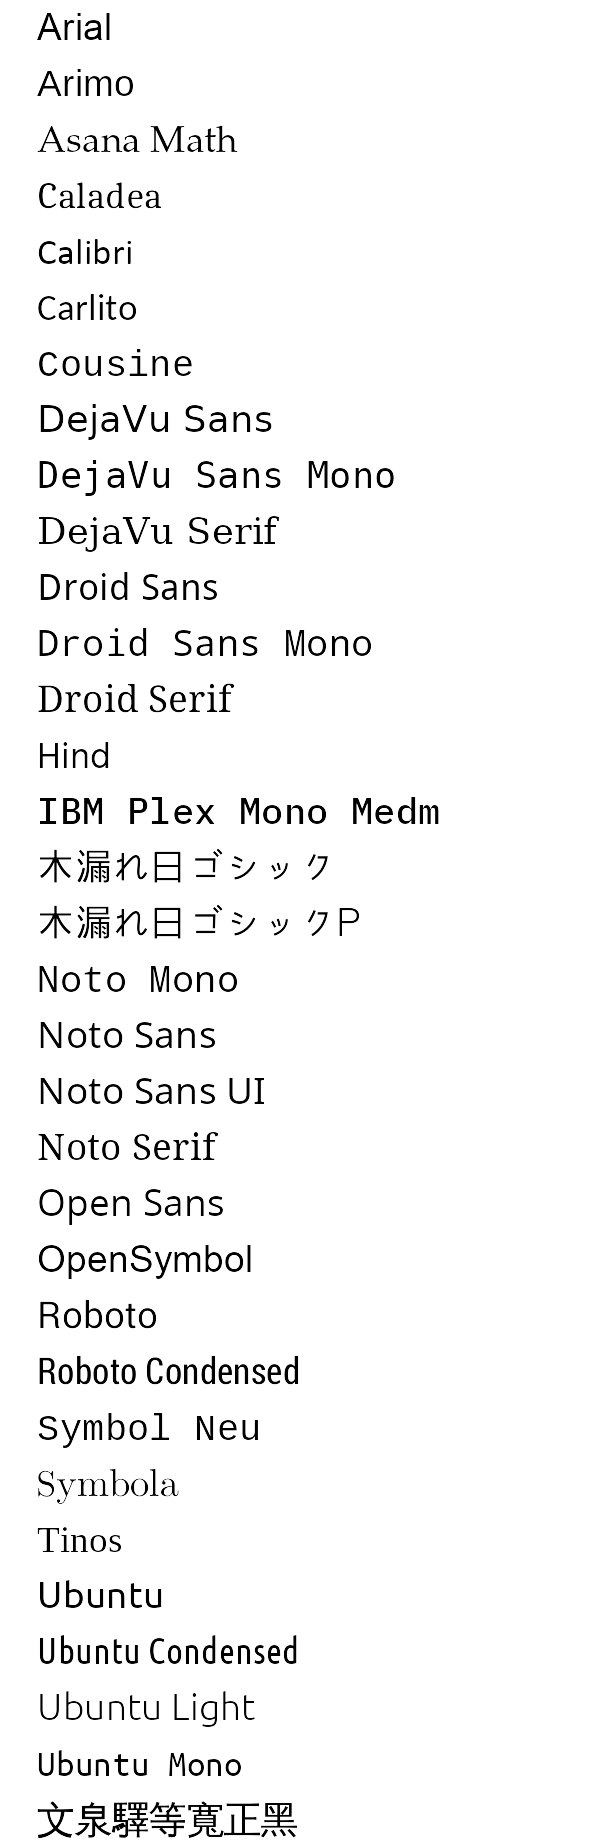 Arial
Arimo
Asana Math
Caladea
Calibri
Carlito
Cousine
DejaVu Sans
DejaVu Sans Mono
DejaVu Serif
Droid Sans
Droid Sans Mono
Droid Serif
Hind
IBM Plex Mono Medm
木漏れ日ゴシック
木漏れ日ゴシックP
Noto Mono
Noto Sans
Noto Sans UI
Noto Serif
Open Sans
OpenSymbol
Roboto
Roboto Condensed
Symbol Neu
Symbola
Tinos
Ubuntu
Ubuntu Condensed
Ubuntu Light
Ubuntu Mono
文泉驛等寬正黑